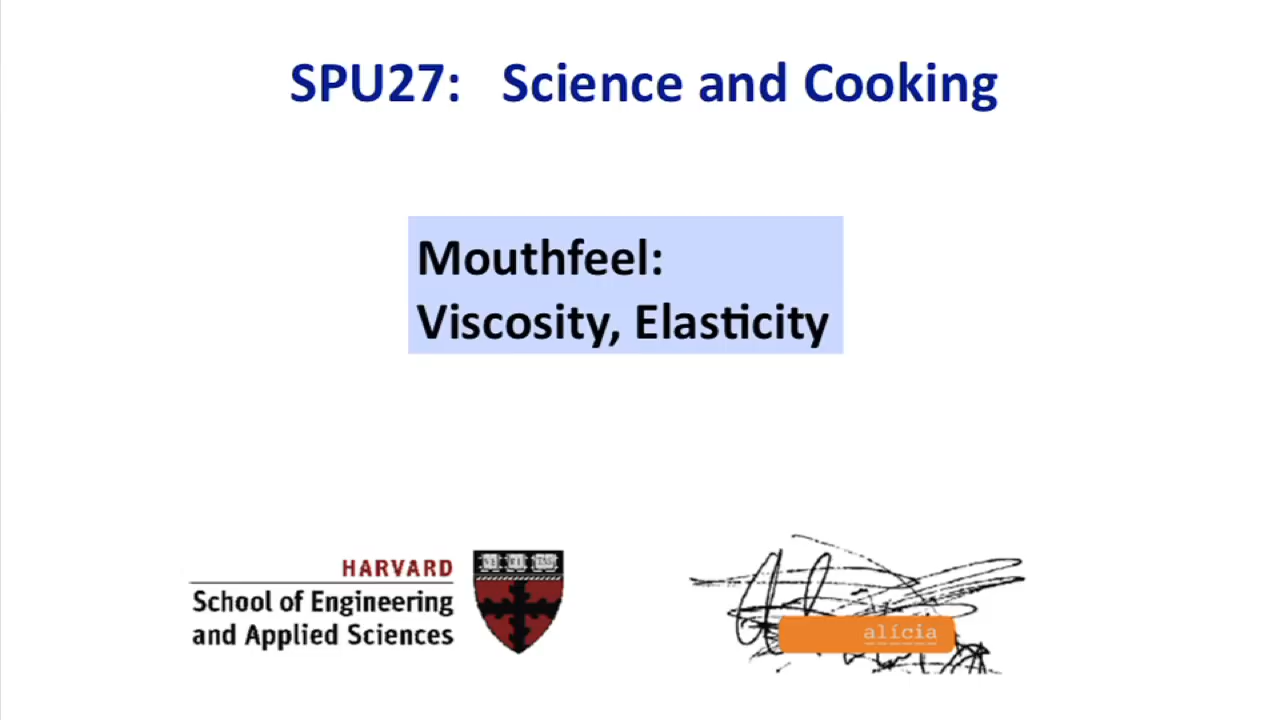 SPU27: Science and Cooking
Mouthfeel:
Viscosity, Elasticity
HARVARD
School of Engineering
and Applied Sciences
alícia